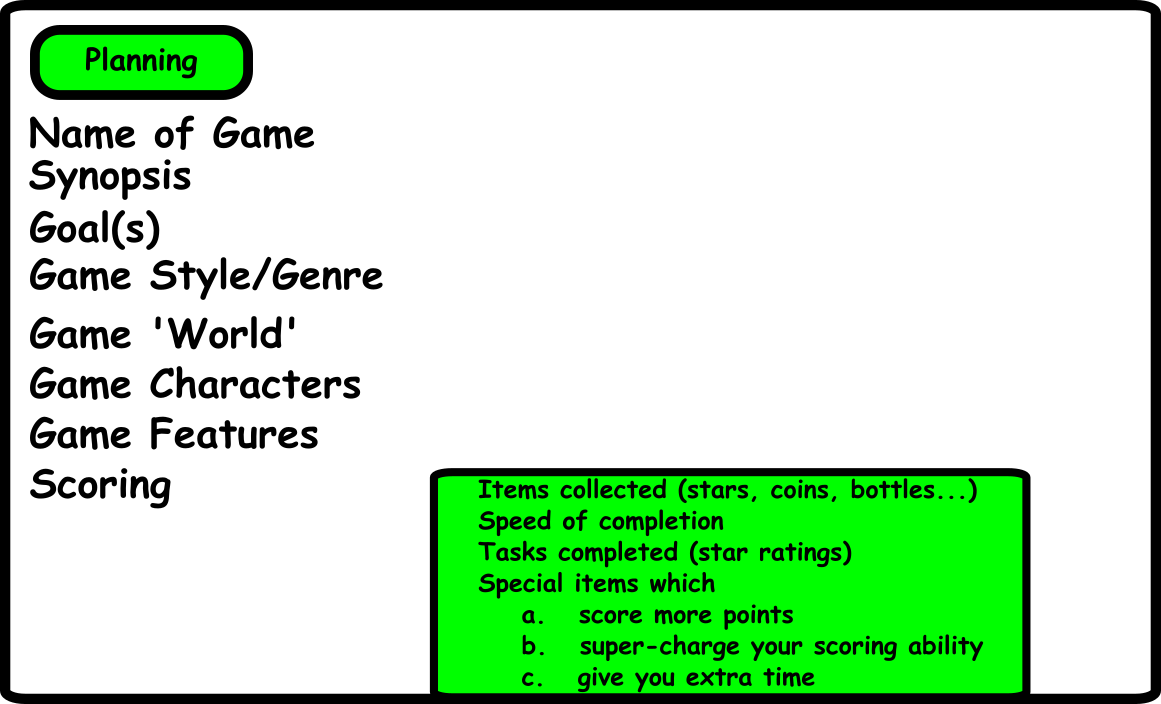 Planning
Name of Game
Synopsis
Goal(s)
Game Style/Genre
Game 'World'
Game Characters
Game Features
Scoring
Items collected (stars, coins, bottles...)
Speed of completion
Tasks completed (star ratings)
Special items which
a. score more points
b. super-charge your scoring ability
c. give you extra time